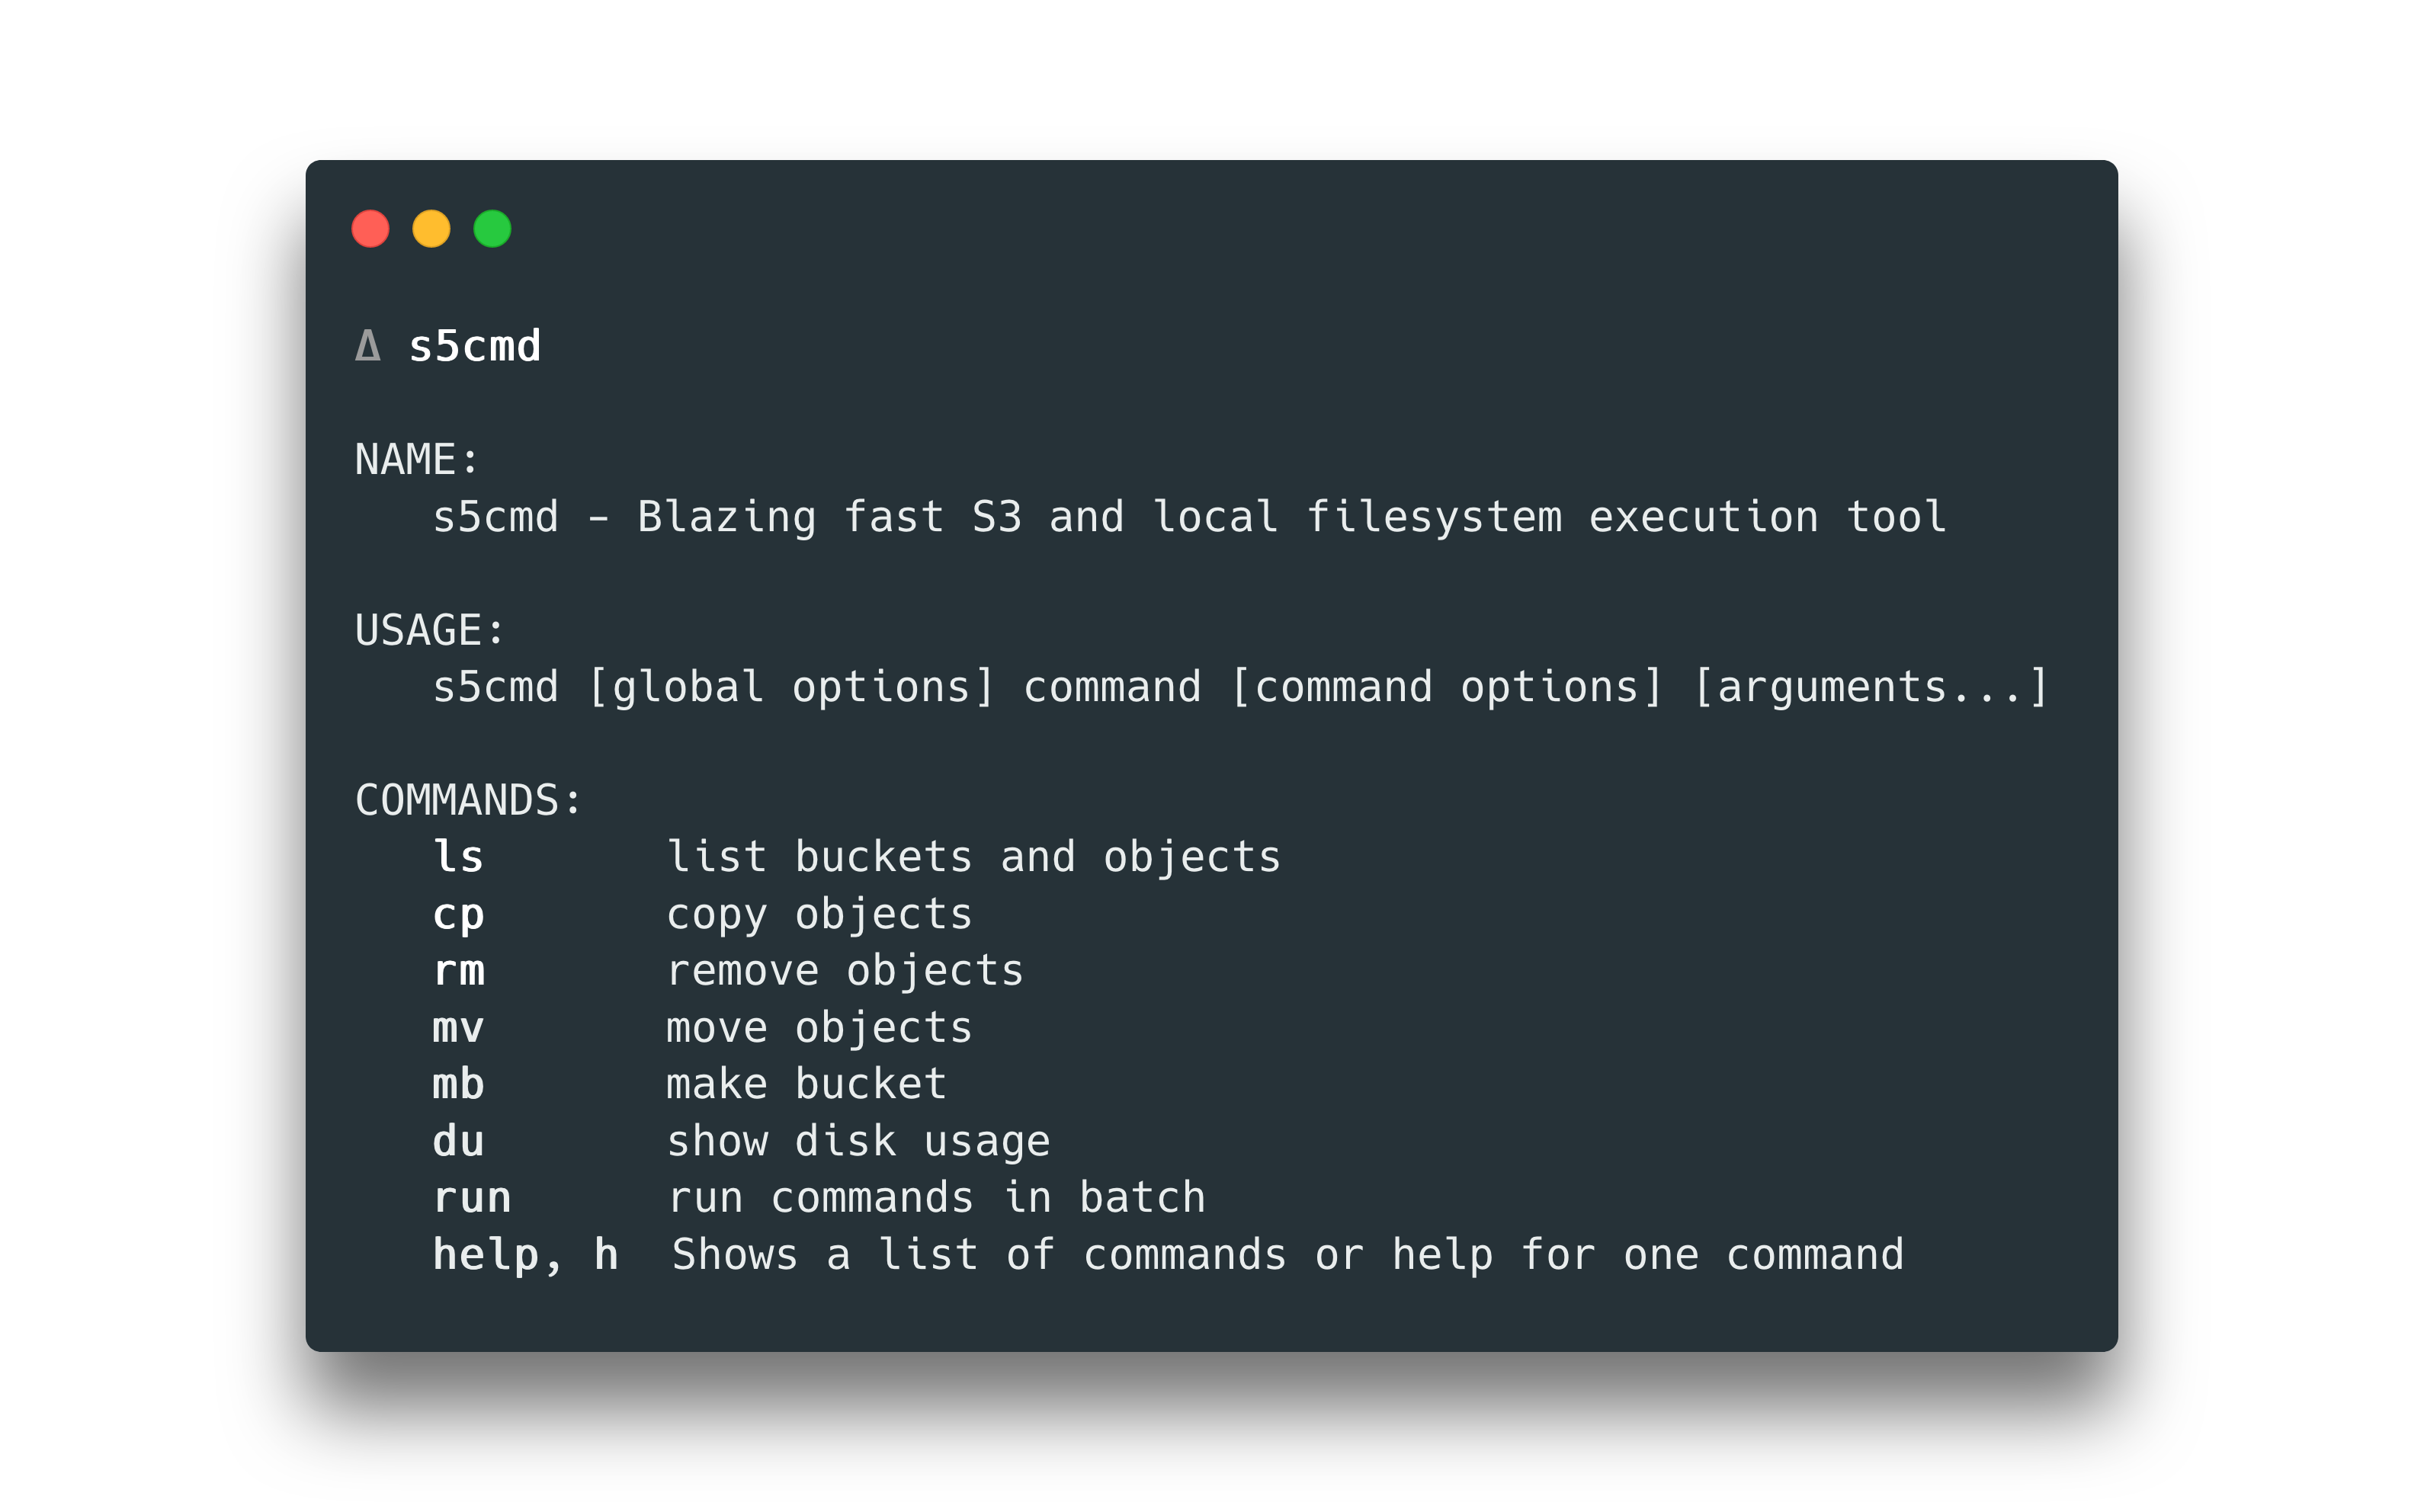 Δ s5cmd
NAME:
s5cmd - Blazing fast S3 and local filesystem execution tool
USAGE:
s5cmd [global options] command [command options] [arguments...]
COMMANDS:
ls list buckets and objects
cp copy objects
rm remove objects
mv move objects
mb make bucket
du show disk usage
run run commands in batch
help, h Shows a list of commands or help for one command